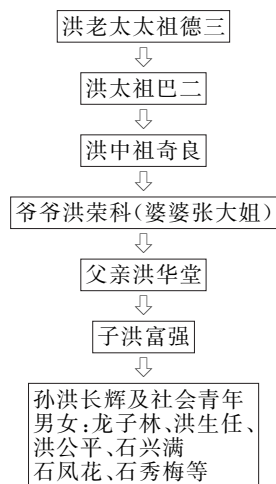 洪老太太祖德三
洪太祖巴二
洪中祖奇良
爷爷洪荣科(婆婆张大姐)
父亲洪华堂
子洪富强
孙洪长辉及社会青年
男女:龙子林、洪生任、
洪公平、石兴满
石凤花、石秀梅等